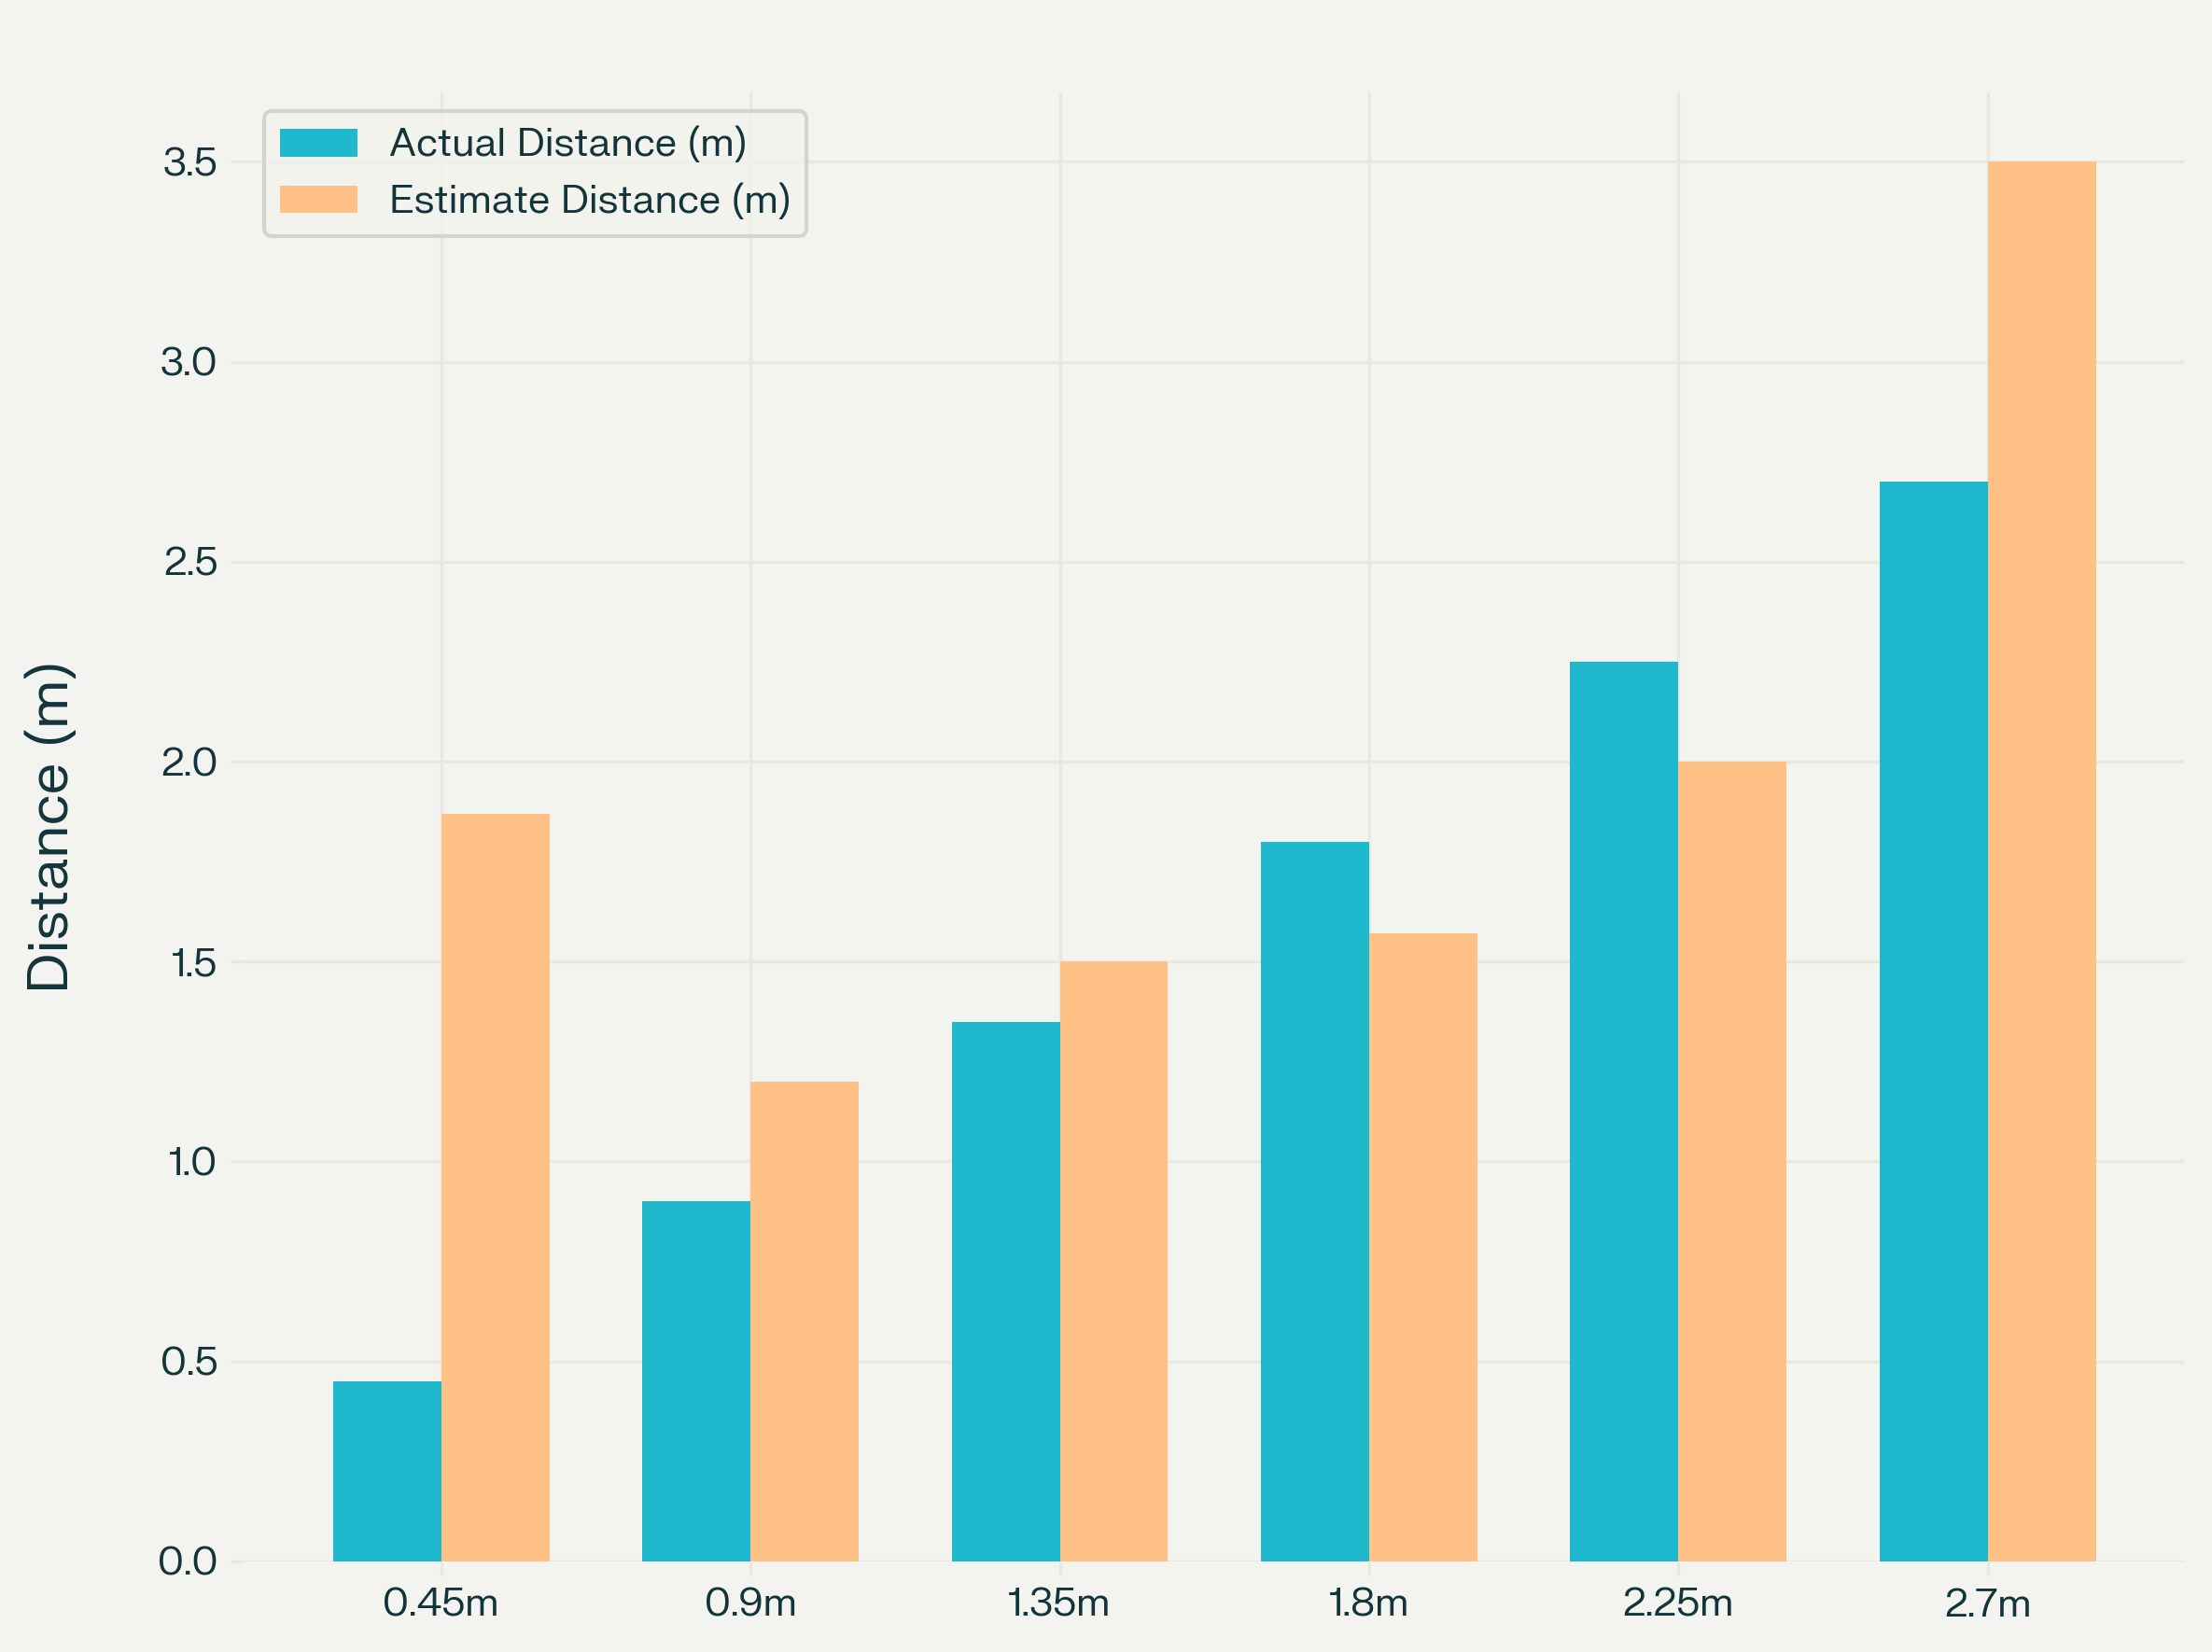 Actual Distance (m)
Estimate Distance (m)
Distance (m)
3.5
3.0
2.5
2.0
1.5
1.0
0.5
0.0
0.45m
0.9m
1.35m
1.8m
2.25m
2.7m